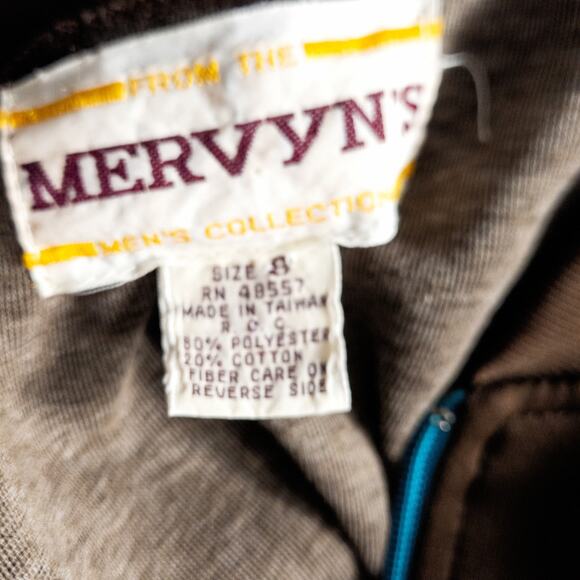 FROM THE
MERVYN'S
MEN'S COLLECTION
SIZE S
RN 48557
MADE IN TAIWAN
R O C
80% POLYESTER
20% COTTON
FIBER CARE ON
REVERSE SIDE